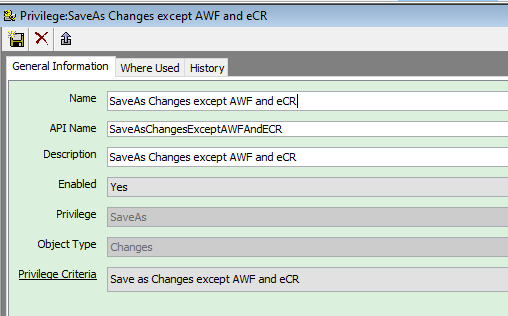 Privilege:SaveAs Changes except AWF and eCR
General Information Where Used History
Name SaveAs Changes except AWF and eCR
API Name SaveAsChangesExceptAWFAndECR
Description SaveAs Changes except AWF and eCR
Enabled Yes
Privilege SaveAs
Object Type Changes
Privilege Criteria Save as Changes except AWF and eCR